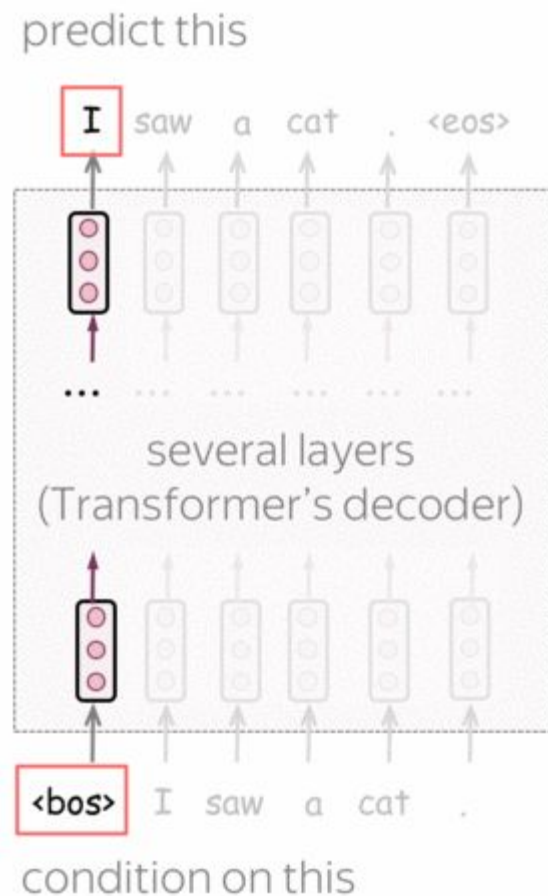 predict this
I saw a cat . <eos>
... ... ... ... ... ...
several layers
(Transformer's decoder)
<bos> I saw a cat .
condition on this